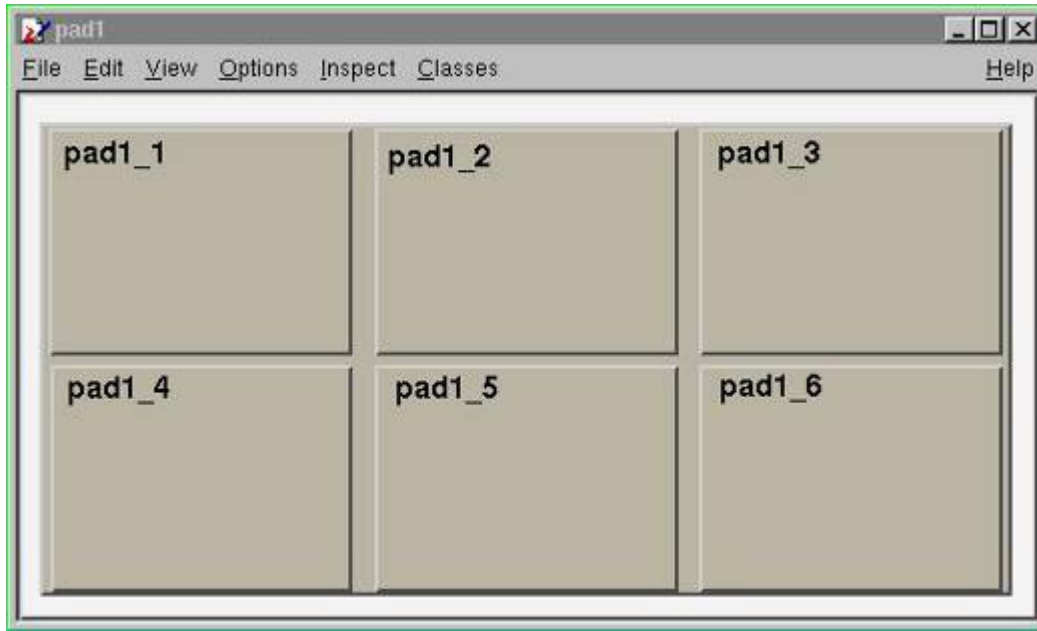 pad1
File Edit View Options Inspect Classes Help
pad1_1 pad1_2 pad1_3
pad1_4 pad1_5 pad1_6